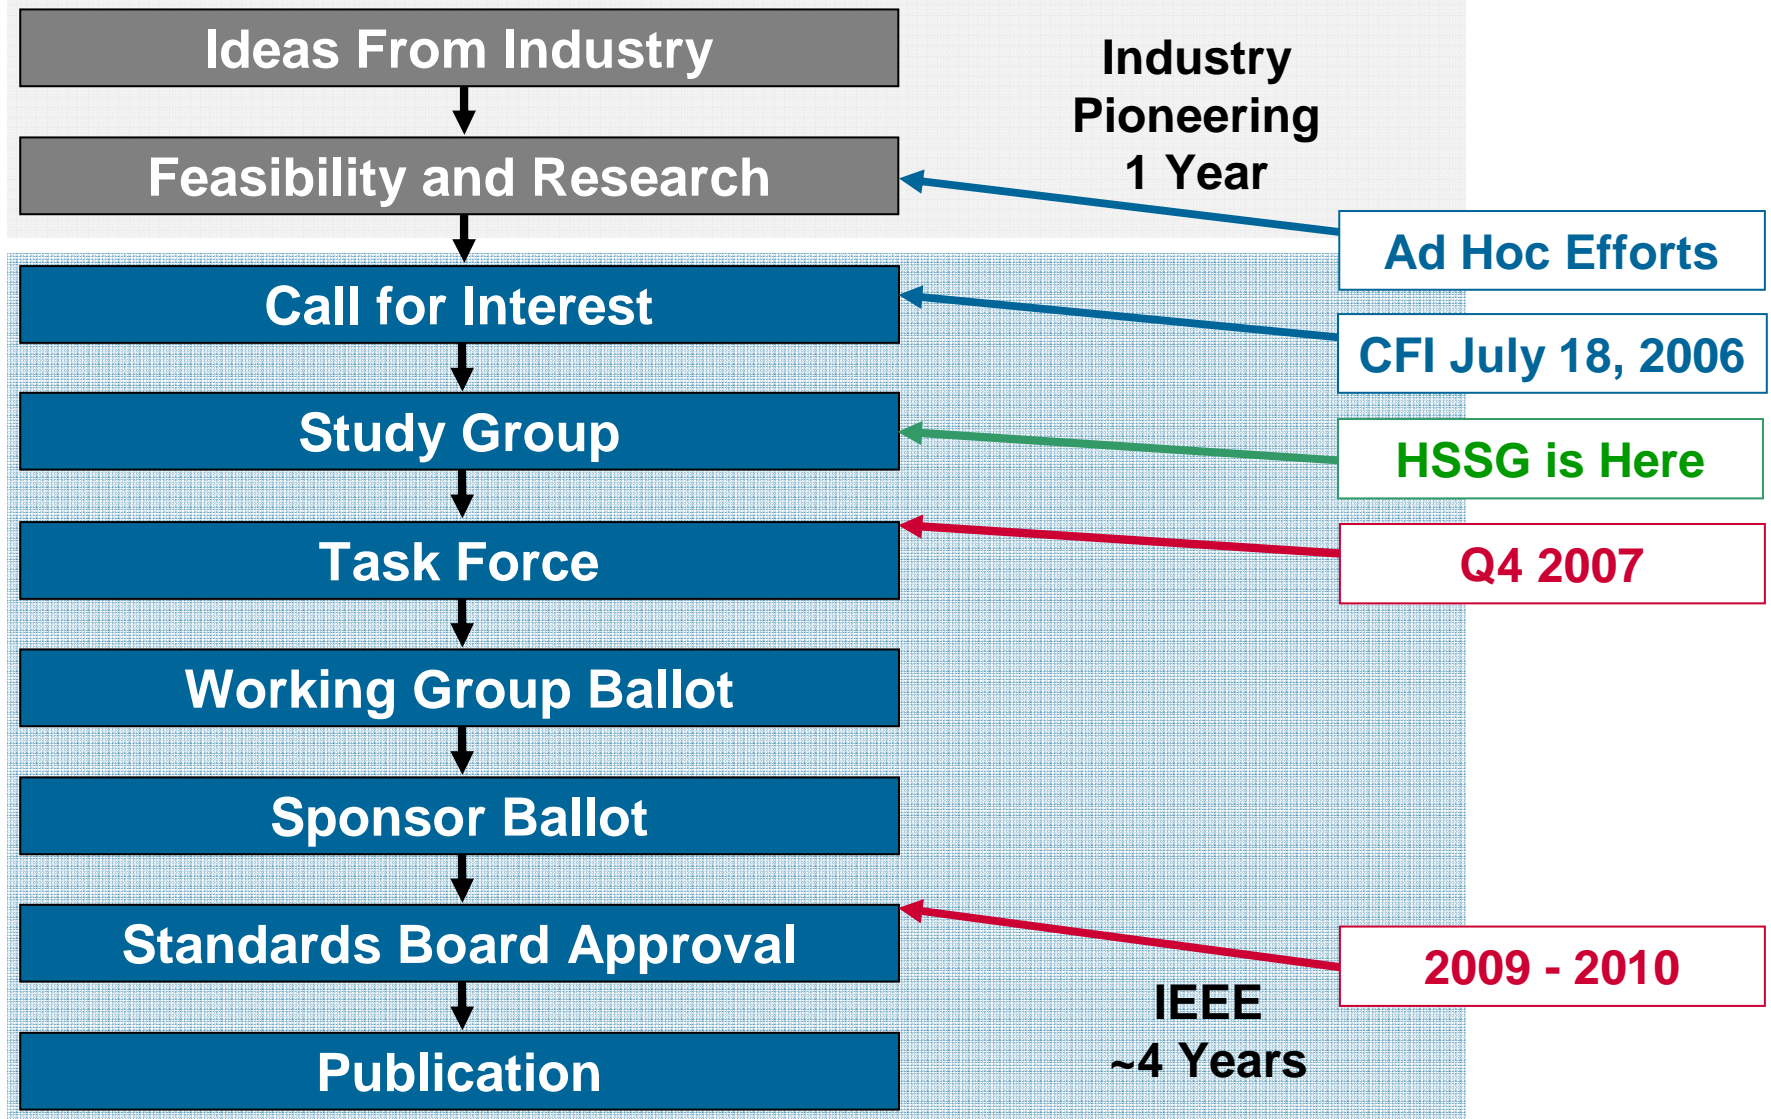 Ideas From Industry
Industry
Pioneering
1 Year
Feasibility and Research
Ad Hoc Efforts
Call for Interest
CFI July 18, 2006
Study Group
HSSG is Here
Task Force
Q4 2007
Working Group Ballot
Sponsor Ballot
Standards Board Approval
2009 - 2010
IEEE
~4 Years
Publication